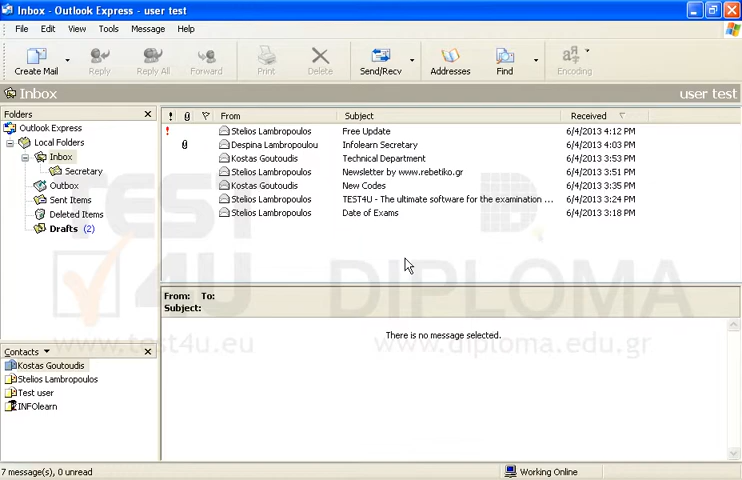 Inbox - Outlook Express - user test
File Edit View Tools Message Help
Create Mail Reply Reply All Forward Print Delete Send/Recv Addresses Find Encoding
Inbox user test
Folders
Outlook Express
Local Folders
Inbox
Secretary
Outbox
Sent Items
Deleted Items
Drafts (2)
! From Subject Received
! Stelios Lambropoulos Free Update 6/4/2013 4:12 PM
Despina Lambropoulou Infolearn Secretary 6/4/2013 4:03 PM
Kostas Goutoudis Technical Department 6/4/2013 3:53 PM
Stelios Lambropoulos Newsletter by www.rebetiko.gr 6/4/2013 3:51 PM
Kostas Goutoudis New Codes 6/4/2013 3:35 PM
Stelios Lambropoulos TEST4U - The ultimate software for the examination ... 6/4/2013 3:24 PM
Stelios Lambropoulos Date of Exams 6/4/2013 3:18 PM
From: To:
Subject:
There is no message selected.
Contacts
Kostas Goutoudis
Stelios Lambropoulos
Test user
INFOlearn
7 message(s), 0 unread
Working Online
TEST
4U
www.test4u.eu
D
DIPLOMA
www.diploma.edu.gr